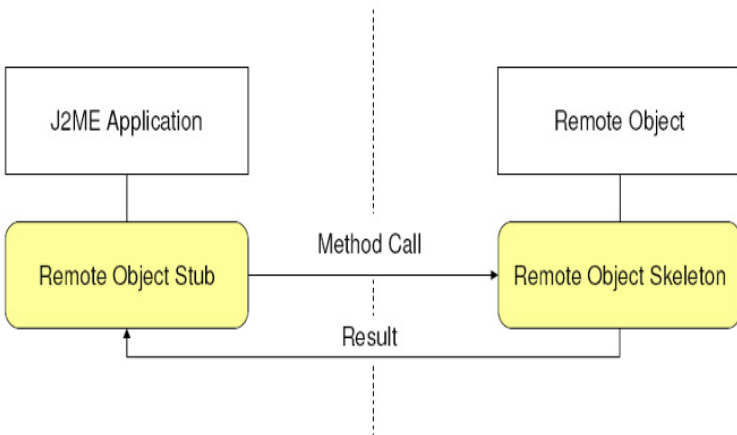 J2ME Application
Remote Object
Method Call
Remote Object Stub
Remote Object Skeleton
Result